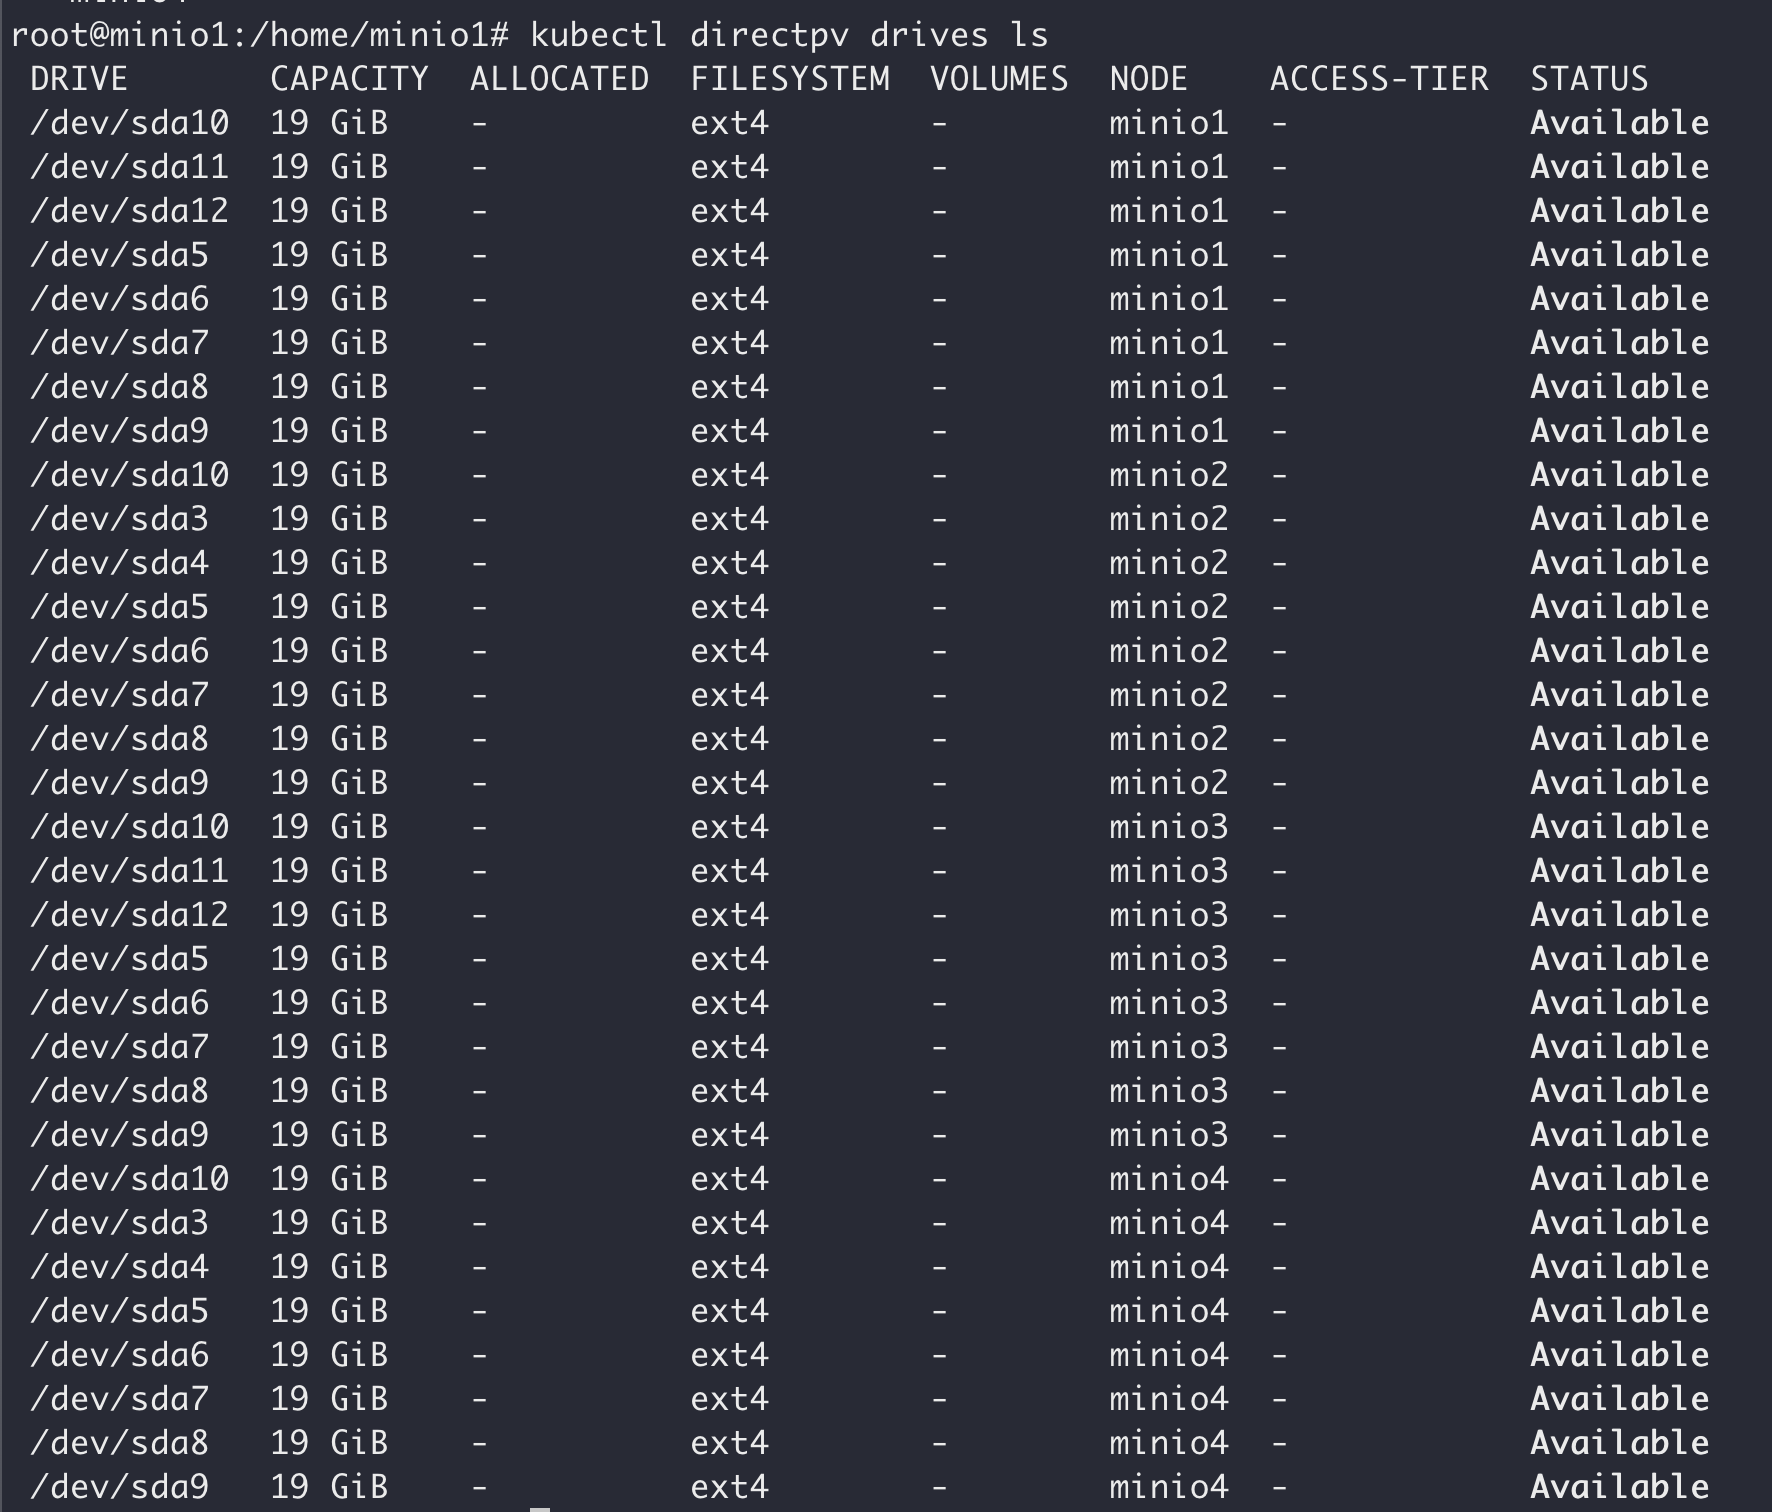 root@minio1:/home/minio1# kubectl directpv drives ls
DRIVE CAPACITY ALLOCATED FILESYSTEM VOLUMES NODE ACCESS-TIER STATUS
/dev/sda10 19 GiB - ext4 - minio1 - Available
/dev/sda11 19 GiB - ext4 - minio1 - Available
/dev/sda12 19 GiB - ext4 - minio1 - Available
/dev/sda5 19 GiB - ext4 - minio1 - Available
/dev/sda6 19 GiB - ext4 - minio1 - Available
/dev/sda7 19 GiB - ext4 - minio1 - Available
/dev/sda8 19 GiB - ext4 - minio1 - Available
/dev/sda9 19 GiB - ext4 - minio1 - Available
/dev/sda10 19 GiB - ext4 - minio2 - Available
/dev/sda3 19 GiB - ext4 - minio2 - Available
/dev/sda4 19 GiB - ext4 - minio2 - Available
/dev/sda5 19 GiB - ext4 - minio2 - Available
/dev/sda6 19 GiB - ext4 - minio2 - Available
/dev/sda7 19 GiB - ext4 - minio2 - Available
/dev/sda8 19 GiB - ext4 - minio2 - Available
/dev/sda9 19 GiB - ext4 - minio2 - Available
/dev/sda10 19 GiB - ext4 - minio3 - Available
/dev/sda11 19 GiB - ext4 - minio3 - Available
/dev/sda12 19 GiB - ext4 - minio3 - Available
/dev/sda5 19 GiB - ext4 - minio3 - Available
/dev/sda6 19 GiB - ext4 - minio3 - Available
/dev/sda7 19 GiB - ext4 - minio3 - Available
/dev/sda8 19 GiB - ext4 - minio3 - Available
/dev/sda9 19 GiB - ext4 - minio3 - Available
/dev/sda10 19 GiB - ext4 - minio4 - Available
/dev/sda3 19 GiB - ext4 - minio4 - Available
/dev/sda4 19 GiB - ext4 - minio4 - Available
/dev/sda5 19 GiB - ext4 - minio4 - Available
/dev/sda6 19 GiB - ext4 - minio4 - Available
/dev/sda7 19 GiB - ext4 - minio4 - Available
/dev/sda8 19 GiB - ext4 - minio4 - Available
/dev/sda9 19 GiB - ext4 - minio4 - Available